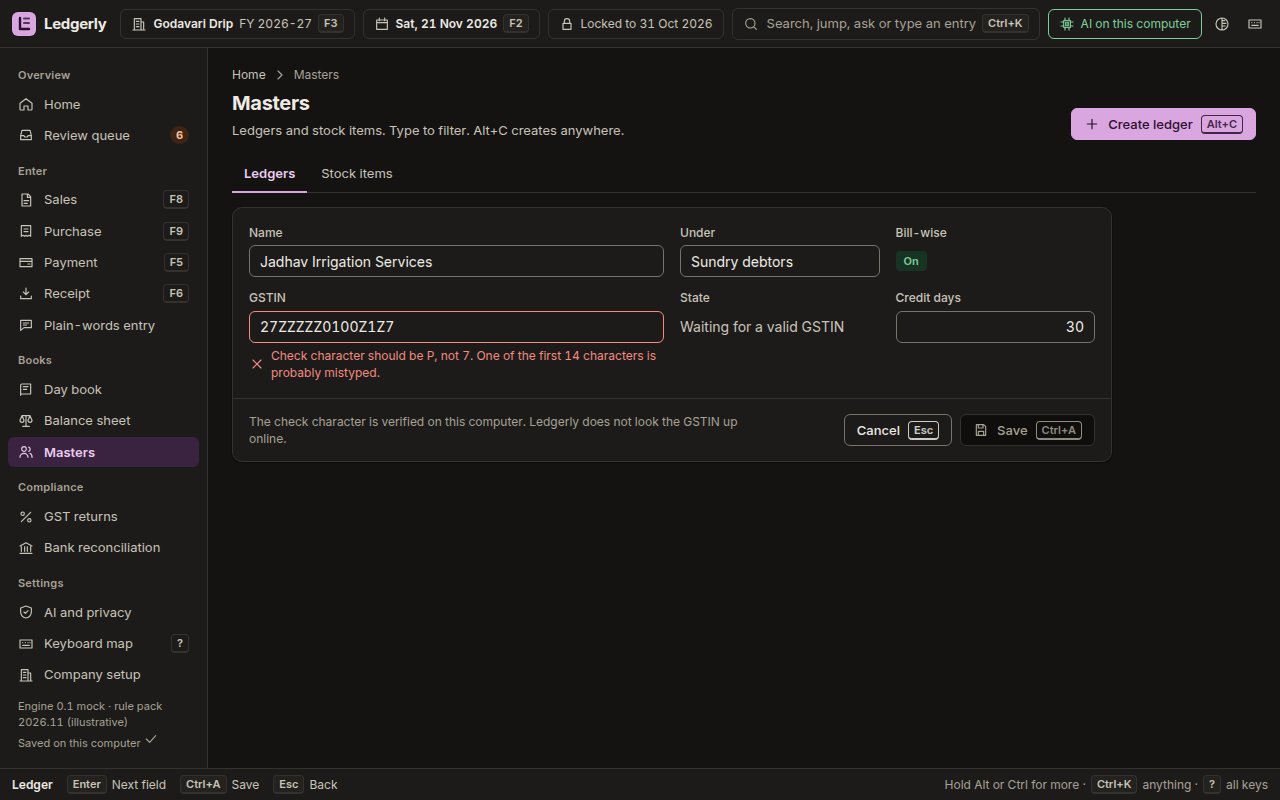 Ledgerly
Godavari Drip FY 2026-27 F3
Sat, 21 Nov 2026 F2
Locked to 31 Oct 2026
Search, jump, ask or type an entry Ctrl+K
AI on this computer
Overview
Home
Review queue 6
Enter
Sales F8
Purchase F9
Payment F5
Receipt F6
Plain-words entry
Books
Day book
Balance sheet
Masters
Compliance
GST returns
Bank reconciliation
Settings
AI and privacy
Keyboard map ?
Company setup
Engine 0.1 mock · rule pack
2026.11 (illustrative)
Saved on this computer
Home > Masters
Masters
Ledgers and stock items. Type to filter. Alt+C creates anywhere.
Create ledger Alt+C
Ledgers Stock items
Name Under Bill-wise
Jadhav Irrigation Services Sundry debtors On
GSTIN State Credit days
27ZZZZZ0100Z1Z7 Waiting for a valid GSTIN 30
Check character should be P, not 7. One of the first 14 characters is
probably mistyped.
The check character is verified on this computer. Ledgerly does not look the GSTIN up
online.
Cancel Esc Save Ctrl+A
Ledger Enter Next field Ctrl+A Save Esc Back
Hold Alt or Ctrl for more · Ctrl+K anything · ? all keys